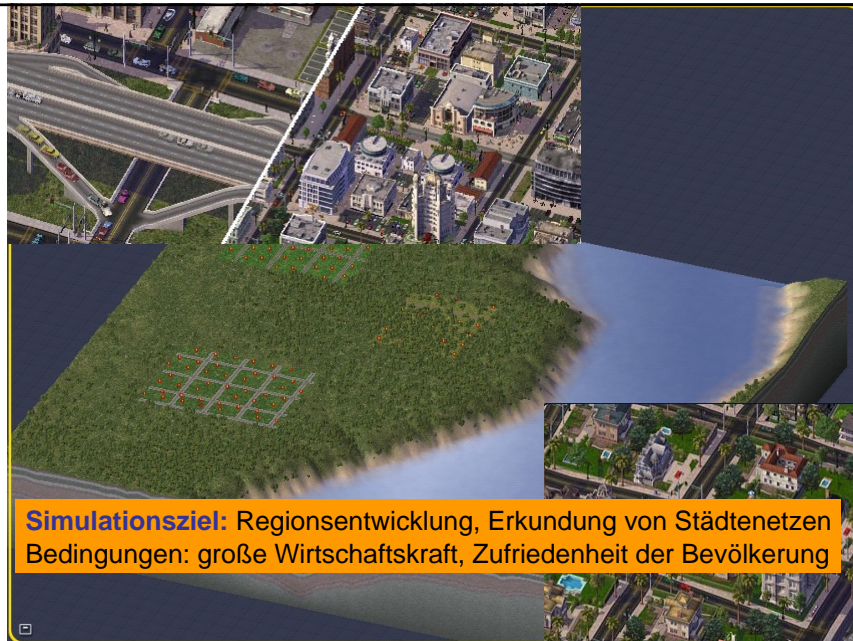 Simulationsziel: Regionsentwicklung, Erkundung von Städtenetzen
Bedingungen: große Wirtschaftskraft, Zufriedenheit der Bevölkerung